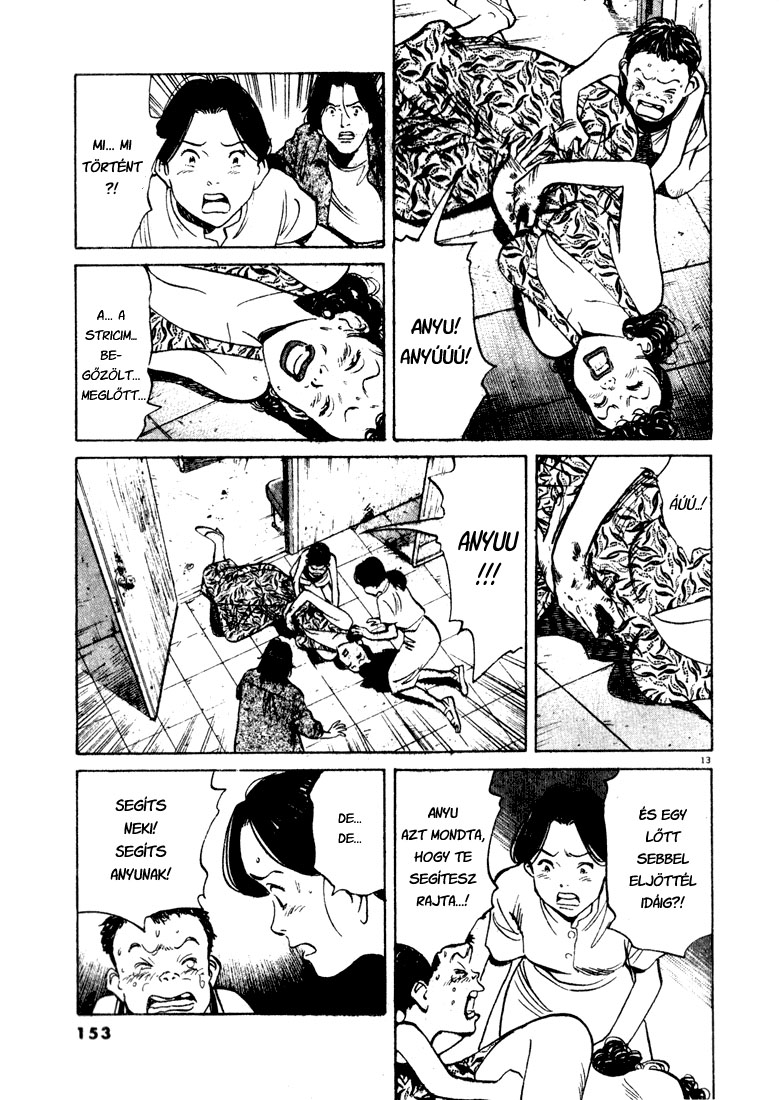 ANYU!
ANYÚÚÚ!
MI... MI
TÖRTÉNT
?!
A... A
STRICIM...
BE-
GŐZÖLT...
MEGLŐTT...
ÁÚÚ..!
ANYUU
!!!
13
ÉS EGY
LŐTT
SEBBEL
ELJÖTTÉL
IDÁIG?!
ANYU
AZT MONDTA,
HOGY TE
SEGÍTESZ
RAJTA...!
DE...
DE...
SEGÍTS
NEKI!
SEGÍTS
ANYUNAK!
153